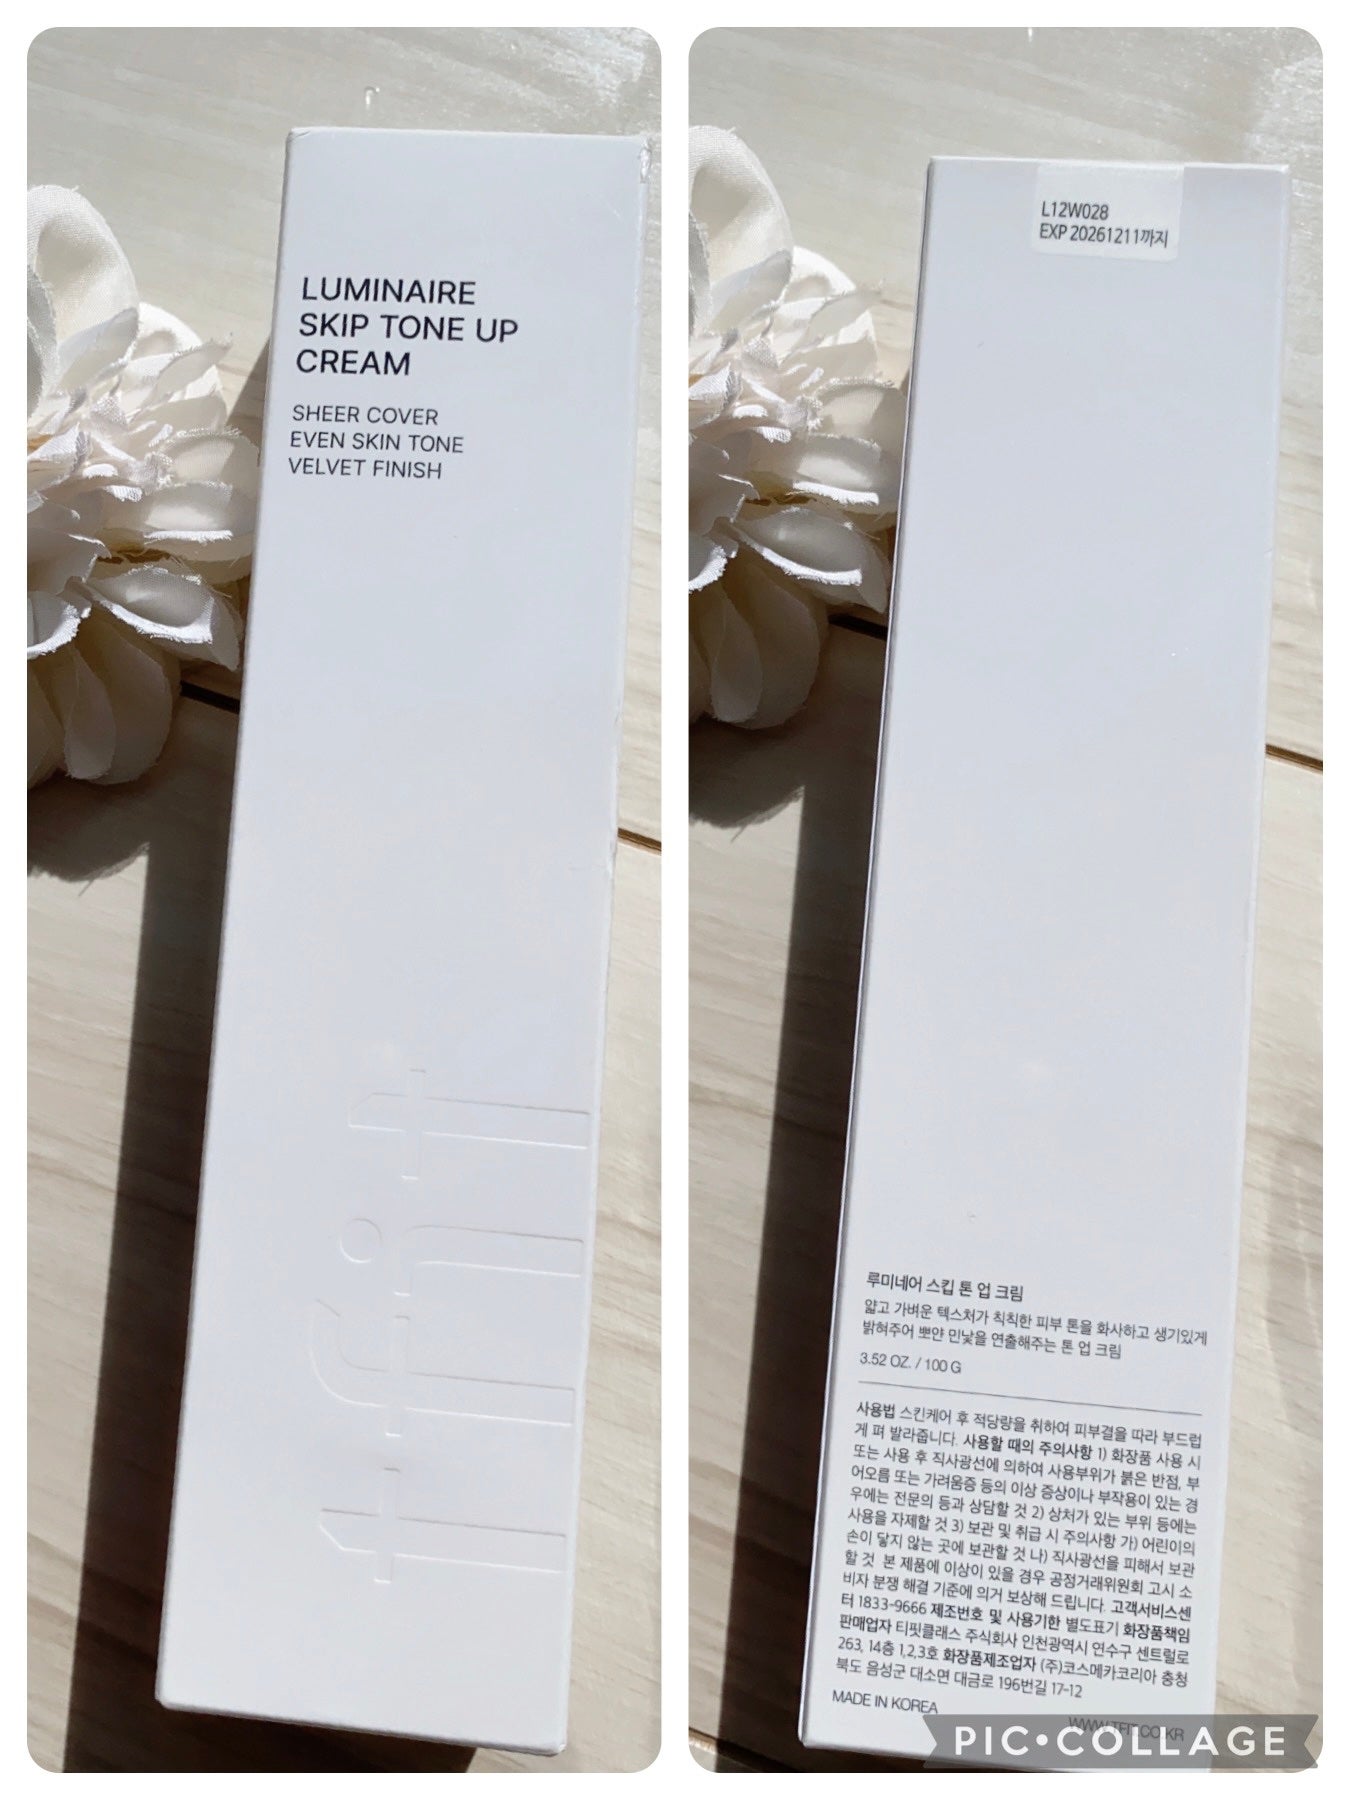 LUMINAIRE
SKIP TONE UP
CREAM
SHEER COVER
EVEN SKIN TONE
VELVET FINISH
tfit
L12W028
EXP 20261211까지
루미네어 스킵 톤 업 크림
얇고 가벼운 텍스처가 칙칙한 피부 톤을 화사하고 생기있게
밝혀주어 뽀얀 민낯을 연출해주는 톤 업 크림
3.52 OZ. / 100 G
사용법 스킨케어 후 적당량을 취하여 피부결을 따라 부드럽
게 펴 발라줍니다. 사용할 때의 주의사항 1) 화장품 사용 시
또는 사용 후 직사광선에 의하여 사용부위가 붉은 반점, 부
어오름 또는 가려움증 등의 이상 증상이나 부작용이 있는 경
우에는 전문의 등과 상담할 것 2) 상처가 있는 부위 등에는
사용을 자제할 것 3) 보관 및 취급 시 주의사항 가) 어린이의
손이 닿지 않는 곳에 보관할 것 나) 직사광선을 피해서 보관
할 것 본 제품에 이상이 있을 경우 공정거래위원회 고시 소
비자 분쟁 해결 기준에 의거 보상해 드립니다. 고객서비스센
터 1833-9666 제조번호 및 사용기한 별도표기 화장품책임
판매업자 티핏클래스 주식회사 인천광역시 연수구 센트럴로
263, 14층 1,2,3호 화장품제조업자 (주)코스메카코리아 충청
북도 음성군 대소면 대금로 196번길 17-12
MADE IN KOREA
WWW.TFIT.CO.KR
PIC•COLLAGE